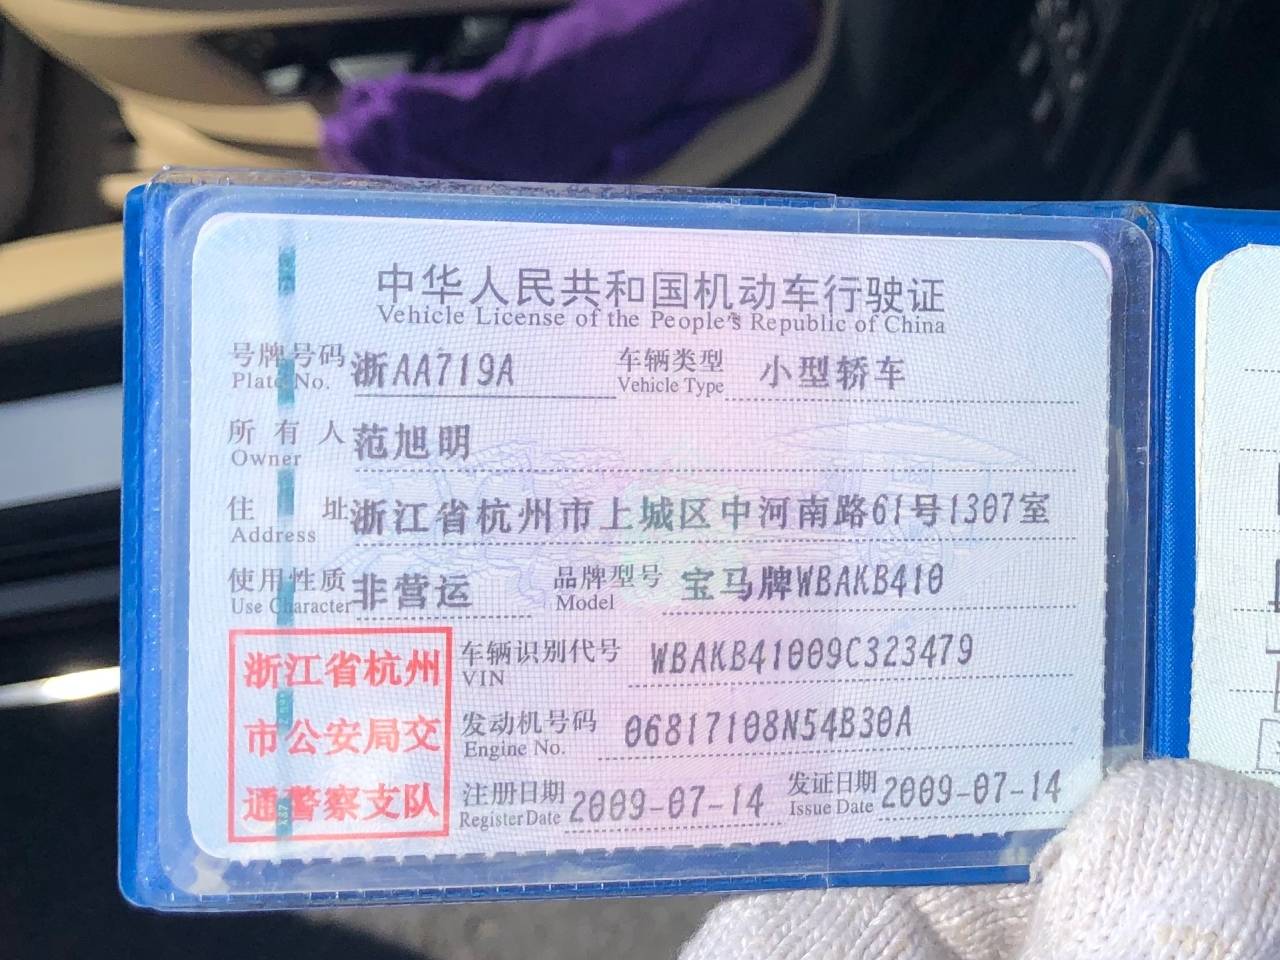 中华人民共和国机动车行驶证
Vehicle License of the People's Republic of China
号牌号码 浙AA719A 车辆类型 小型轿车
Plate No. Vehicle Type
所有人 范旭明
Owner
住址 浙江省杭州市上城区中河南路61号1307室
Address
使用性质 非营运 品牌型号 宝马牌WBAKB410
Use Character Model
浙江省杭州
市公安局交
通警察支队
车辆识别代号 WBAKB41009C323479
VIN
发动机号码 06817108N54B30A
Engine No.
注册日期 2009-07-14 发证日期 2009-07-14
Register Date Issue Date